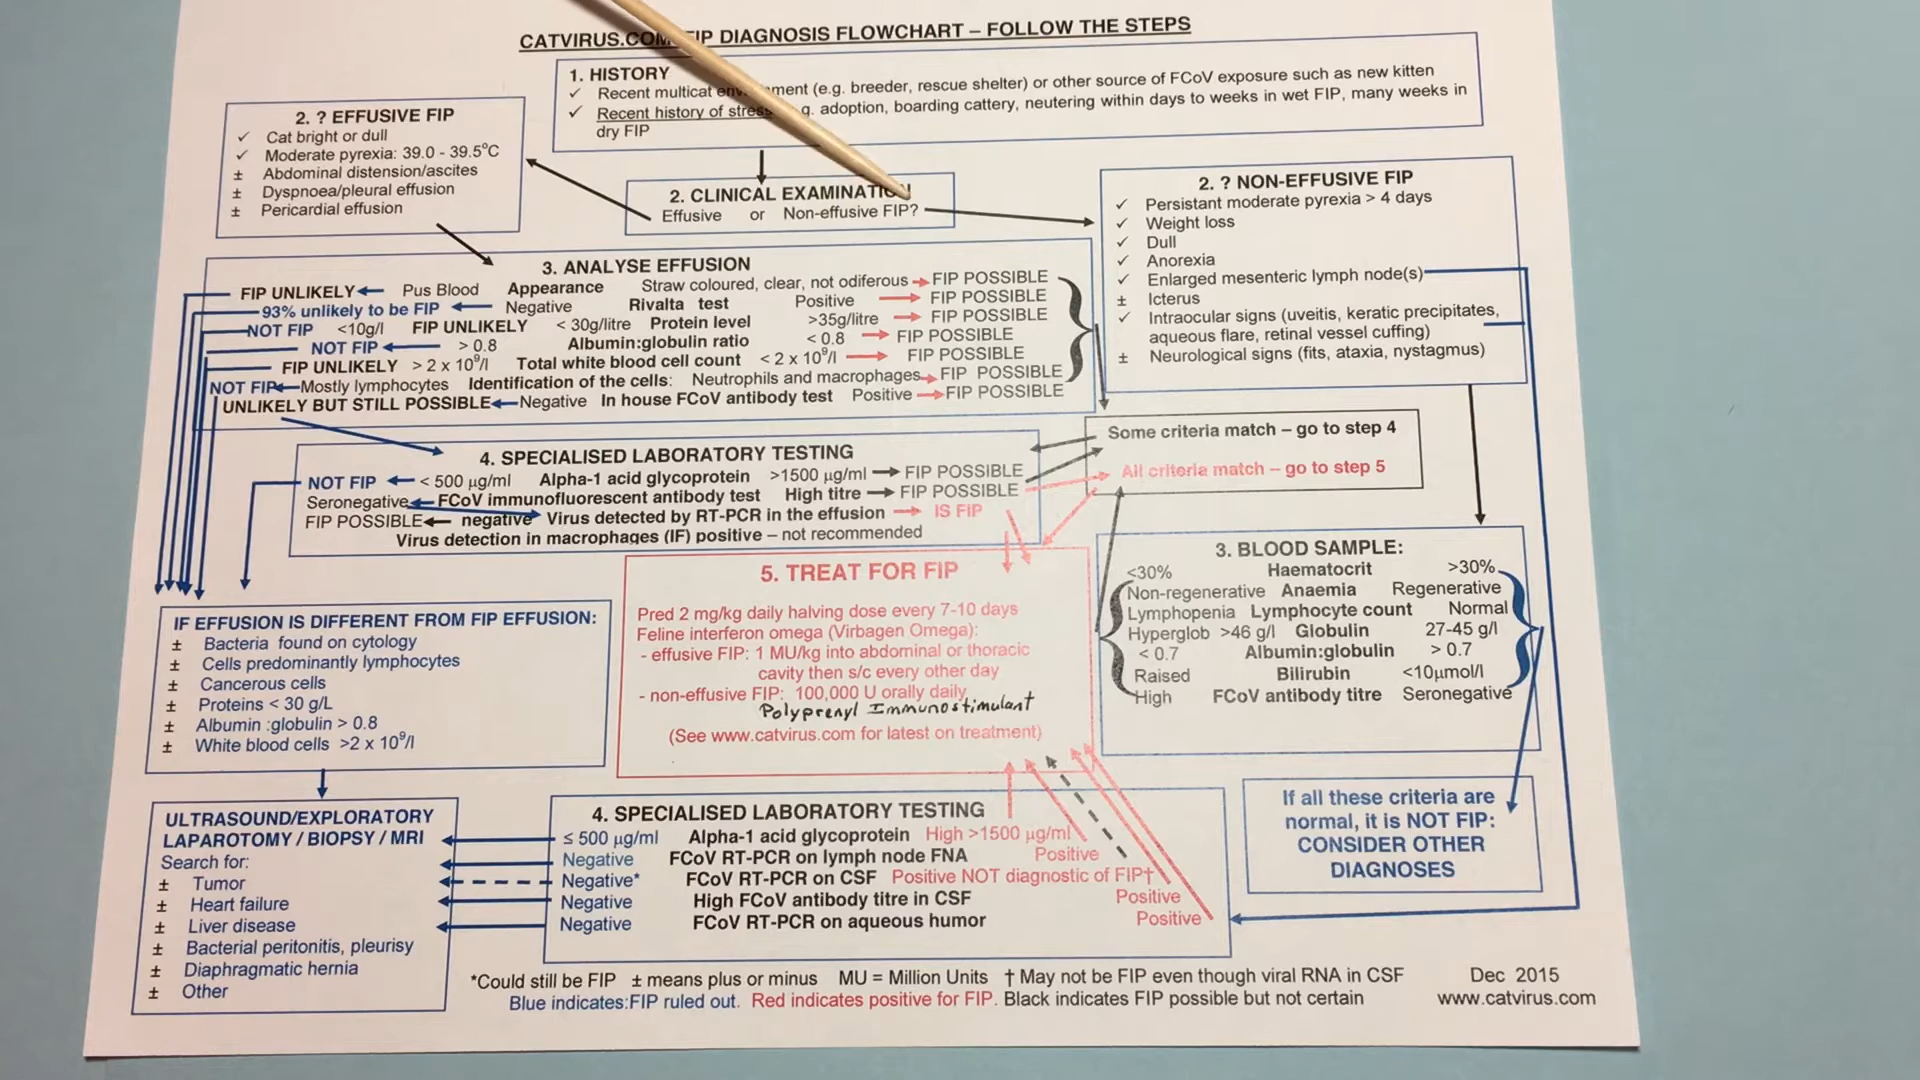 CATVIRUS.COM FIP DIAGNOSIS FLOWCHART – FOLLOW THE STEPS
1. HISTORY
✓ Recent multicat (e.g. breeder, rescue shelter) or other source of FCoV exposure such as new kitten
✓ Recent history of stress adoption, boarding cattery, neutering within days to weeks in wet FIP, many weeks in
dry FIP
2. ? EFFUSIVE FIP
✓ Cat bright or dull
✓ Moderate pyrexia: 39.0 - 39.5°C
± Abdominal distension/ascites
± Dyspnoea/pleural effusion
± Pericardial effusion
2. CLINICAL EXAMINATION
Effusive or Non-effusive FIP?
2. ? NON-EFFUSIVE FIP
✓ Persistant moderate pyrexia > 4 days
✓ Weight loss
✓ Dull
✓ Anorexia
✓ Enlarged mesenteric lymph node(s)
± Icterus
✓ Intraocular signs (uveitis, keratic precipitates,
aqueous flare, retinal vessel cuffing)
± Neurological signs (fits, ataxia, nystagmus)
3. ANALYSE EFFUSION
FIP UNLIKELY Pus Blood Appearance Straw coloured, clear, not odiferous FIP POSSIBLE
93% unlikely to be FIP Negative Rivalta test Positive FIP POSSIBLE
NOT FIP <10g/l FIP UNLIKELY < 30g/litre Protein level >35g/litre FIP POSSIBLE
NOT FIP > 0.8 Albumin:globulin ratio < 0.8 FIP POSSIBLE
FIP UNLIKELY > 2 x 10⁹/l Total white blood cell count < 2 x 10⁹/l FIP POSSIBLE
NOT FIP Mostly lymphocytes Identification of the cells: Neutrophils and macrophages FIP POSSIBLE
UNLIKELY BUT STILL POSSIBLE Negative In house FCoV antibody test Positive FIP POSSIBLE
Some criteria match – go to step 4
All criteria match – go to step 5
4. SPECIALISED LABORATORY TESTING
NOT FIP < 500 µg/ml Alpha-1 acid glycoprotein >1500 µg/ml FIP POSSIBLE
Seronegative FCoV immunofluorescent antibody test High titre FIP POSSIBLE
FIP POSSIBLE negative Virus detected by RT-PCR in the effusion IS FIP
Virus detection in macrophages (IF) positive – not recommended
5. TREAT FOR FIP
Pred 2 mg/kg daily halving dose every 7-10 days
Feline interferon omega (Virbagen Omega):
- effusive FIP: 1 MU/kg into abdominal or thoracic
cavity then s/c every other day
- non-effusive FIP: 100,000 U orally daily
Polyprenyl Immunostimulant
(See www.catvirus.com for latest on treatment)
3. BLOOD SAMPLE:
<30% Haematocrit >30%
Non-regenerative Anaemia Regenerative
Lymphopenia Lymphocyte count Normal
Hyperglob >46 g/l Globulin 27-45 g/l
< 0.7 Albumin:globulin > 0.7
Raised Bilirubin <10µmol/l
High FCoV antibody titre Seronegative
IF EFFUSION IS DIFFERENT FROM FIP EFFUSION:
± Bacteria found on cytology
± Cells predominantly lymphocytes
± Cancerous cells
± Proteins < 30 g/L
± Albumin :globulin > 0.8
± White blood cells >2 x 10⁹/l
ULTRASOUND/EXPLORATORY
LAPAROTOMY / BIOPSY / MRI
Search for:
± Tumor
± Heart failure
± Liver disease
± Bacterial peritonitis, pleurisy
± Diaphragmatic hernia
± Other
4. SPECIALISED LABORATORY TESTING
≤ 500 µg/ml Alpha-1 acid glycoprotein High >1500 µg/ml
Negative FCoV RT-PCR on lymph node FNA Positive
Negative* FCoV RT-PCR on CSF Positive NOT diagnostic of FIP†
Negative High FCoV antibody titre in CSF Positive
Negative FCoV RT-PCR on aqueous humor Positive
If all these criteria are
normal, it is NOT FIP:
CONSIDER OTHER
DIAGNOSES
*Could still be FIP ± means plus or minus MU = Million Units † May not be FIP even though viral RNA in CSF
Blue indicates:FIP ruled out. Red indicates positive for FIP. Black indicates FIP possible but not certain
Dec 2015
www.catvirus.com